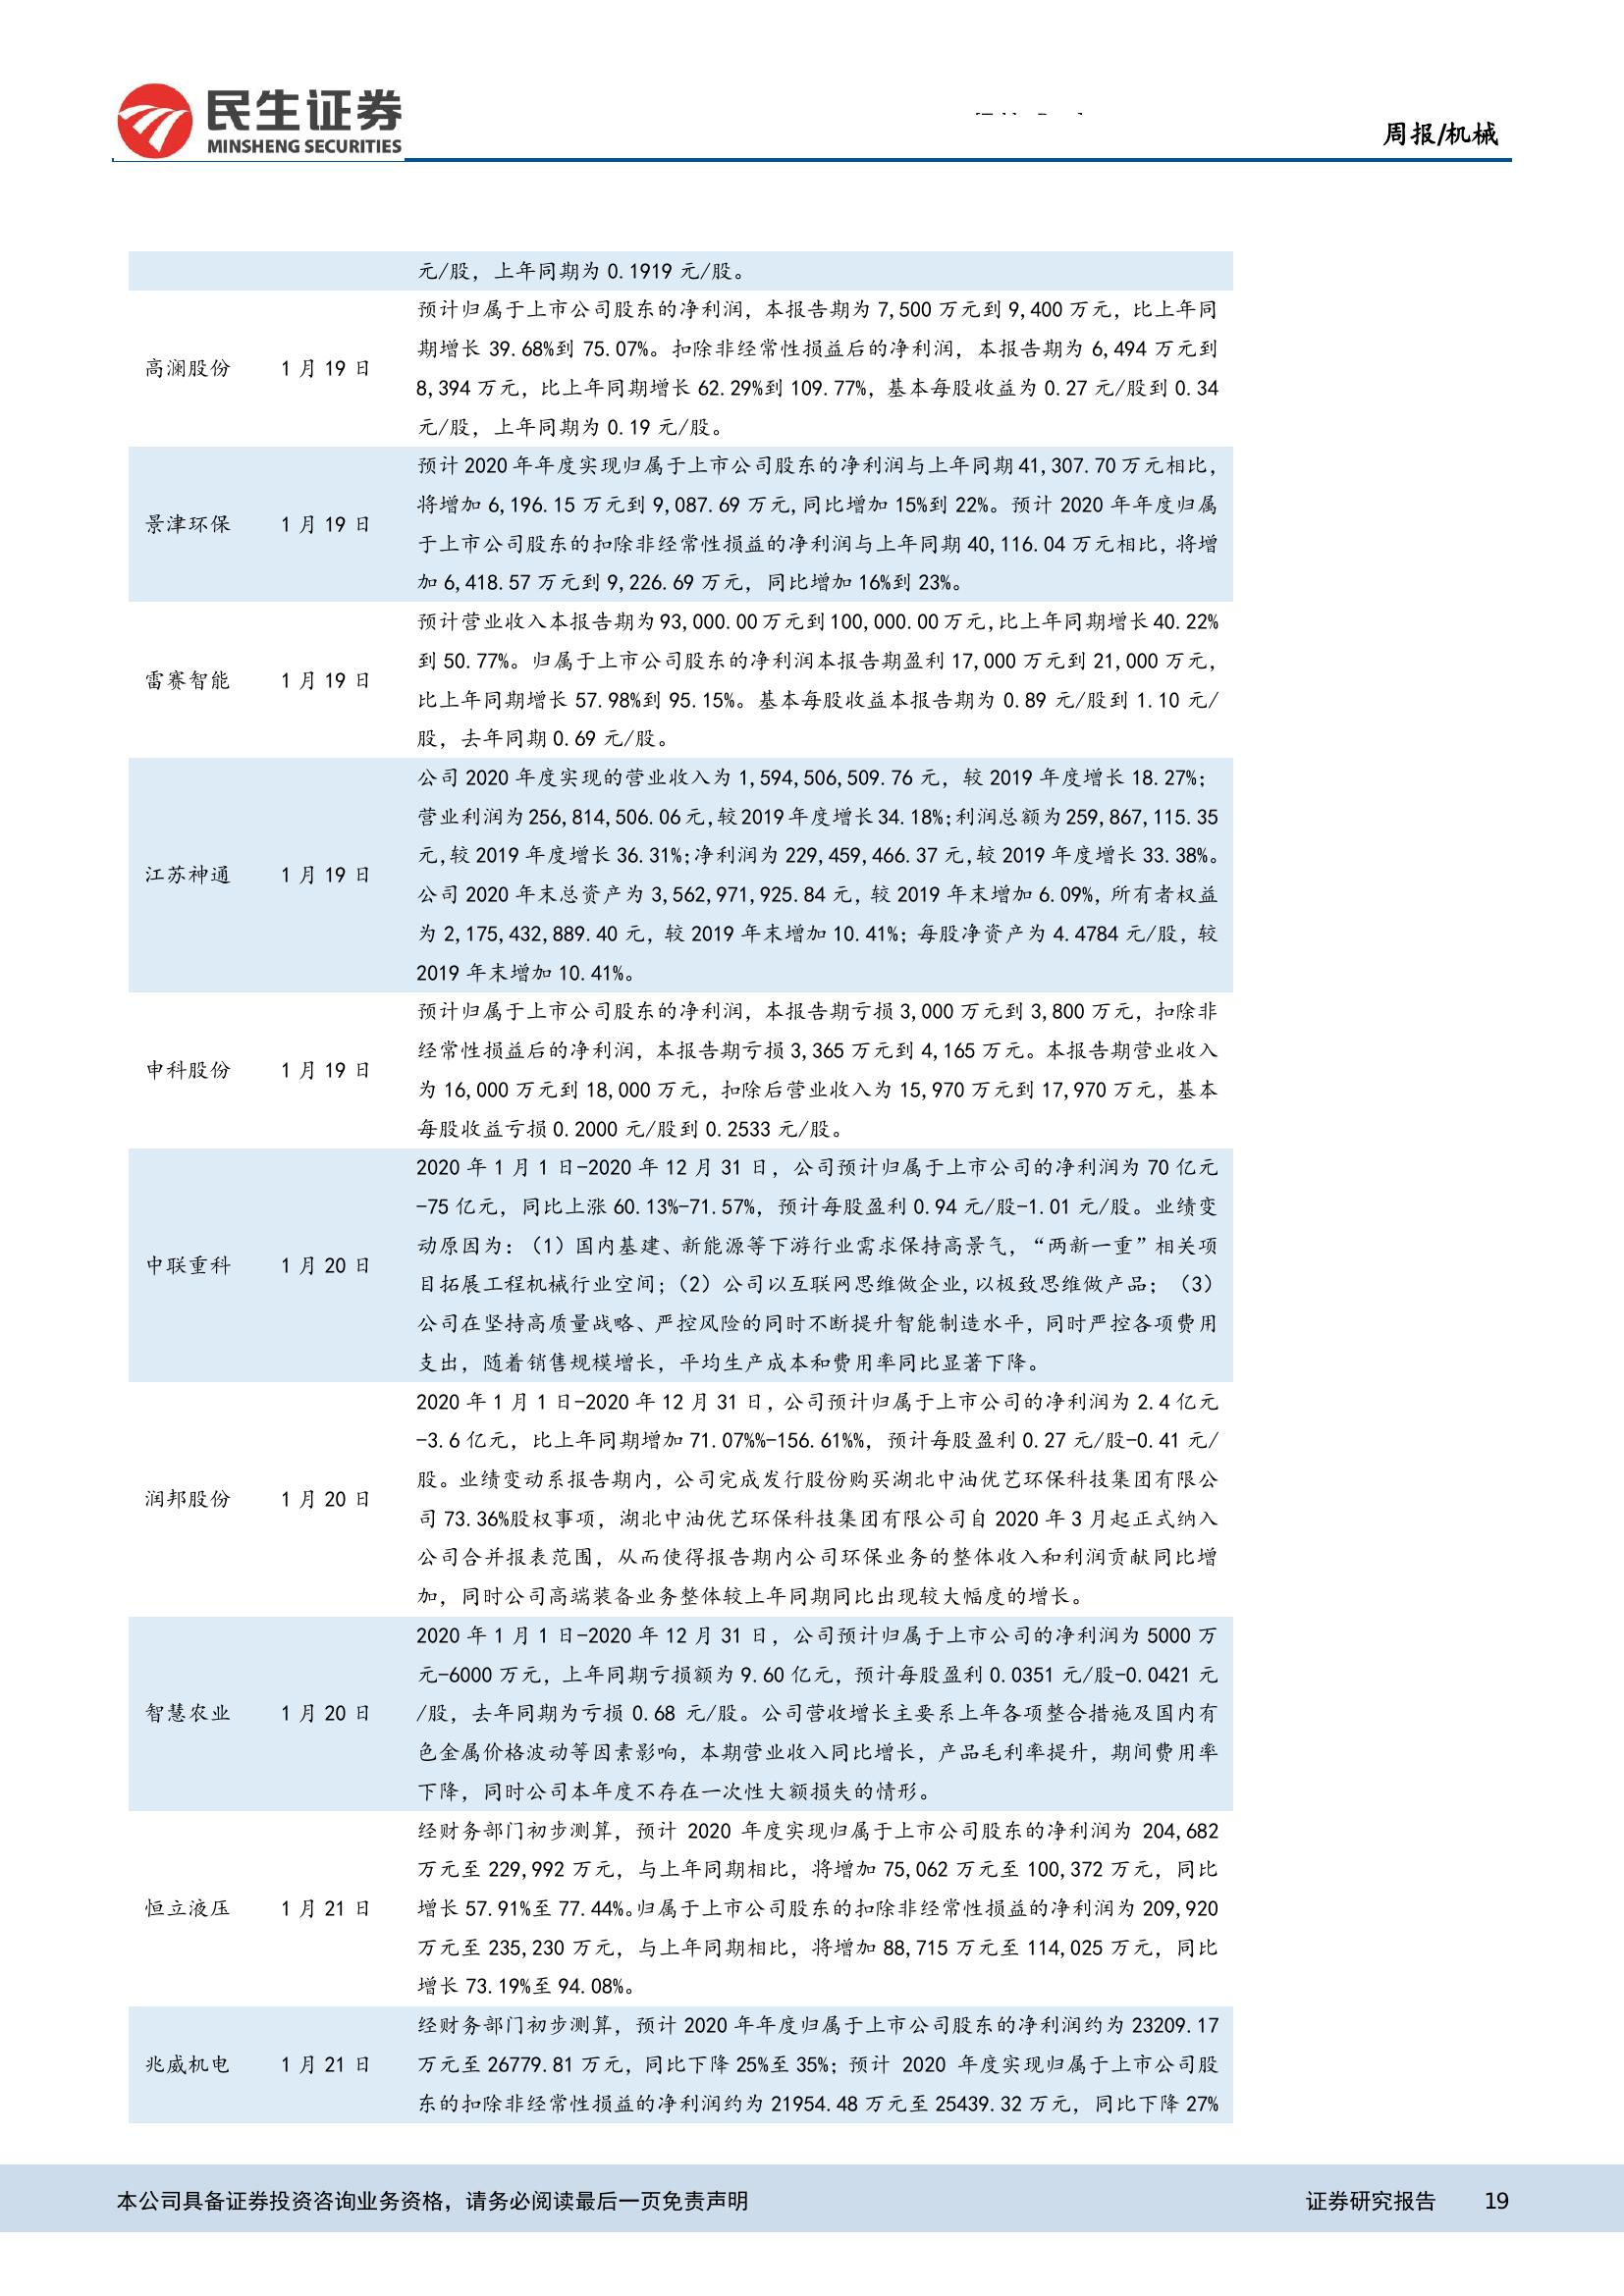 民生证券
MINSHENG SECURITIES
周报/机械
元/股，上年同期为 0.1919 元/股。
高澜股份 1 月 19 日
预计归属于上市公司股东的净利润，本报告期为 7,500 万元到 9,400 万元，比上年同
期增长 39.68%到 75.07%。扣除非经常性损益后的净利润，本报告期为 6,494 万元到
8,394 万元，比上年同期增长 62.29%到 109.77%，基本每股收益为 0.27 元/股到 0.34
元/股，上年同期为 0.19 元/股。
景津环保 1 月 19 日
预计 2020 年年度实现归属于上市公司股东的净利润与上年同期 41,307.70 万元相比，
将增加 6,196.15 万元到 9,087.69 万元,同比增加 15%到 22%。预计 2020 年年度归属
于上市公司股东的扣除非经常性损益的净利润与上年同期 40,116.04 万元相比，将增
加 6,418.57 万元到 9,226.69 万元，同比增加 16%到 23%。
雷赛智能 1 月 19 日
预计营业收入本报告期为 93,000.00 万元到 100,000.00 万元,比上年同期增长 40.22%
到 50.77%。归属于上市公司股东的净利润本报告期盈利 17,000 万元到 21,000 万元，
比上年同期增长 57.98%到 95.15%。基本每股收益本报告期为 0.89 元/股到 1.10 元/
股，去年同期 0.69 元/股。
江苏神通 1 月 19 日
公司 2020 年度实现的营业收入为 1,594,506,509.76 元，较 2019 年度增长 18.27%；
营业利润为 256,814,506.06 元,较 2019 年度增长 34.18%;利润总额为 259,867,115.35
元,较 2019 年度增长 36.31%;净利润为 229,459,466.37 元,较 2019 年度增长 33.38%。
公司 2020 年末总资产为 3,562,971,925.84 元，较 2019 年末增加 6.09%，所有者权益
为 2,175,432,889.40 元，较 2019 年末增加 10.41%；每股净资产为 4.4784 元/股，较
2019 年末增加 10.41%。
申科股份 1 月 19 日
预计归属于上市公司股东的净利润，本报告期亏损 3,000 万元到 3,800 万元，扣除非
经常性损益后的净利润，本报告期亏损 3,365 万元到 4,165 万元。本报告期营业收入
为 16,000 万元到 18,000 万元，扣除后营业收入为 15,970 万元到 17,970 万元，基本
每股收益亏损 0.2000 元/股到 0.2533 元/股。
中联重科 1 月 20 日
2020 年 1 月 1 日-2020 年 12 月 31 日，公司预计归属于上市公司的净利润为 70 亿元
-75 亿元，同比上涨 60.13%-71.57%，预计每股盈利 0.94 元/股-1.01 元/股。业绩变
动原因为：（1）国内基建、新能源等下游行业需求保持高景气，“两新一重”相关项
目拓展工程机械行业空间；（2）公司以互联网思维做企业,以极致思维做产品；（3）
公司在坚持高质量战略、严控风险的同时不断提升智能制造水平，同时严控各项费用
支出，随着销售规模增长，平均生产成本和费用率同比显著下降。
润邦股份 1 月 20 日
2020 年 1 月 1 日-2020 年 12 月 31 日，公司预计归属于上市公司的净利润为 2.4 亿元
-3.6 亿元，比上年同期增加 71.07%%-156.61%%，预计每股盈利 0.27 元/股-0.41 元/
股。业绩变动系报告期内，公司完成发行股份购买湖北中油优艺环保科技集团有限公
司 73.36%股权事项，湖北中油优艺环保科技集团有限公司自 2020 年 3 月起正式纳入
公司合并报表范围，从而使得报告期内公司环保业务的整体收入和利润贡献同比增
加，同时公司高端装备业务整体较上年同期同比出现较大幅度的增长。
智慧农业 1 月 20 日
2020 年 1 月 1 日-2020 年 12 月 31 日，公司预计归属于上市公司的净利润为 5000 万
元-6000 万元，上年同期亏损额为 9.60 亿元，预计每股盈利 0.0351 元/股-0.0421 元
/股，去年同期为亏损 0.68 元/股。公司营收增长主要系上年各项整合措施及国内有
色金属价格波动等因素影响，本期营业收入同比增长，产品毛利率提升，期间费用率
下降，同时公司本年度不存在一次性大额损失的情形。
恒立液压 1 月 21 日
经财务部门初步测算，预计 2020 年度实现归属于上市公司股东的净利润为 204,682
万元至 229,992 万元，与上年同期相比，将增加 75,062 万元至 100,372 万元，同比
增长 57.91%至 77.44%。归属于上市公司股东的扣除非经常性损益的净利润为 209,920
万元至 235,230 万元，与上年同期相比，将增加 88,715 万元至 114,025 万元，同比
增长 73.19%至 94.08%。
兆威机电 1 月 21 日
经财务部门初步测算，预计 2020 年年度归属于上市公司股东的净利润约为 23209.17
万元至 26779.81 万元，同比下降 25%至 35%；预计 2020 年度实现归属于上市公司股
东的扣除非经常性损益的净利润约为 21954.48 万元至 25439.32 万元，同比下降 27%
本公司具备证券投资咨询业务资格，请务必阅读最后一页免责声明 证券研究报告 19